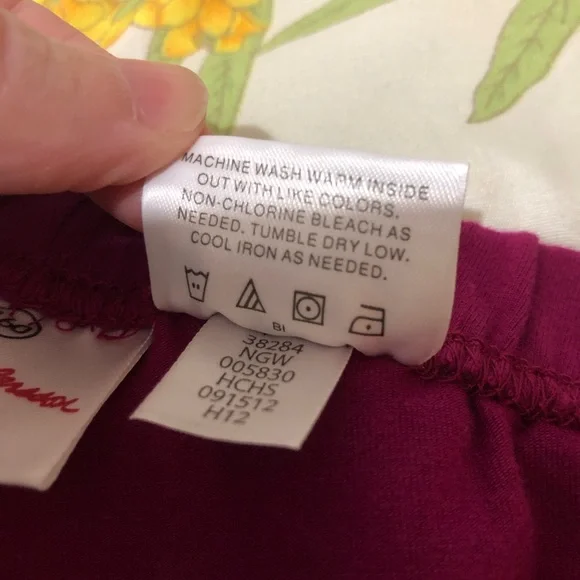 MACHINE WASH WARM INSIDE
OUT WITH LIKE COLORS.
NON-CHLORINE BLEACH AS
NEEDED. TUMBLE DRY LOW.
COOL IRON AS NEEDED.
BI
38284
NGW
005830
HCHS
091512
H12